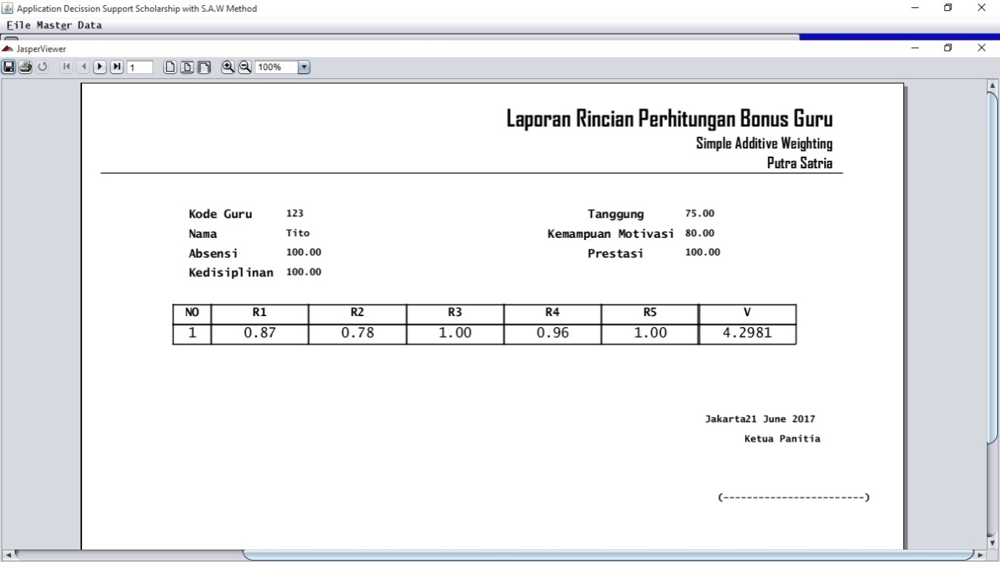 Application Decission Support Scholarship with S.A.W Method
File Master Data
JasperViewer
1
100%
Laporan Rincian Perhitungan Bonus Guru
Simple Additive Weighting
Putra Satria
Kode Guru 123 Tanggung 75.00
Nama Tito Kemampuan Motivasi 80.00
Absensi 100.00 Prestasi 100.00
Kedisiplinan 100.00
NO R1 R2 R3 R4 R5 V
1 0.87 0.78 1.00 0.96 1.00 4.2981
Jakarta21 June 2017
Ketua Panitia
(------------------------)